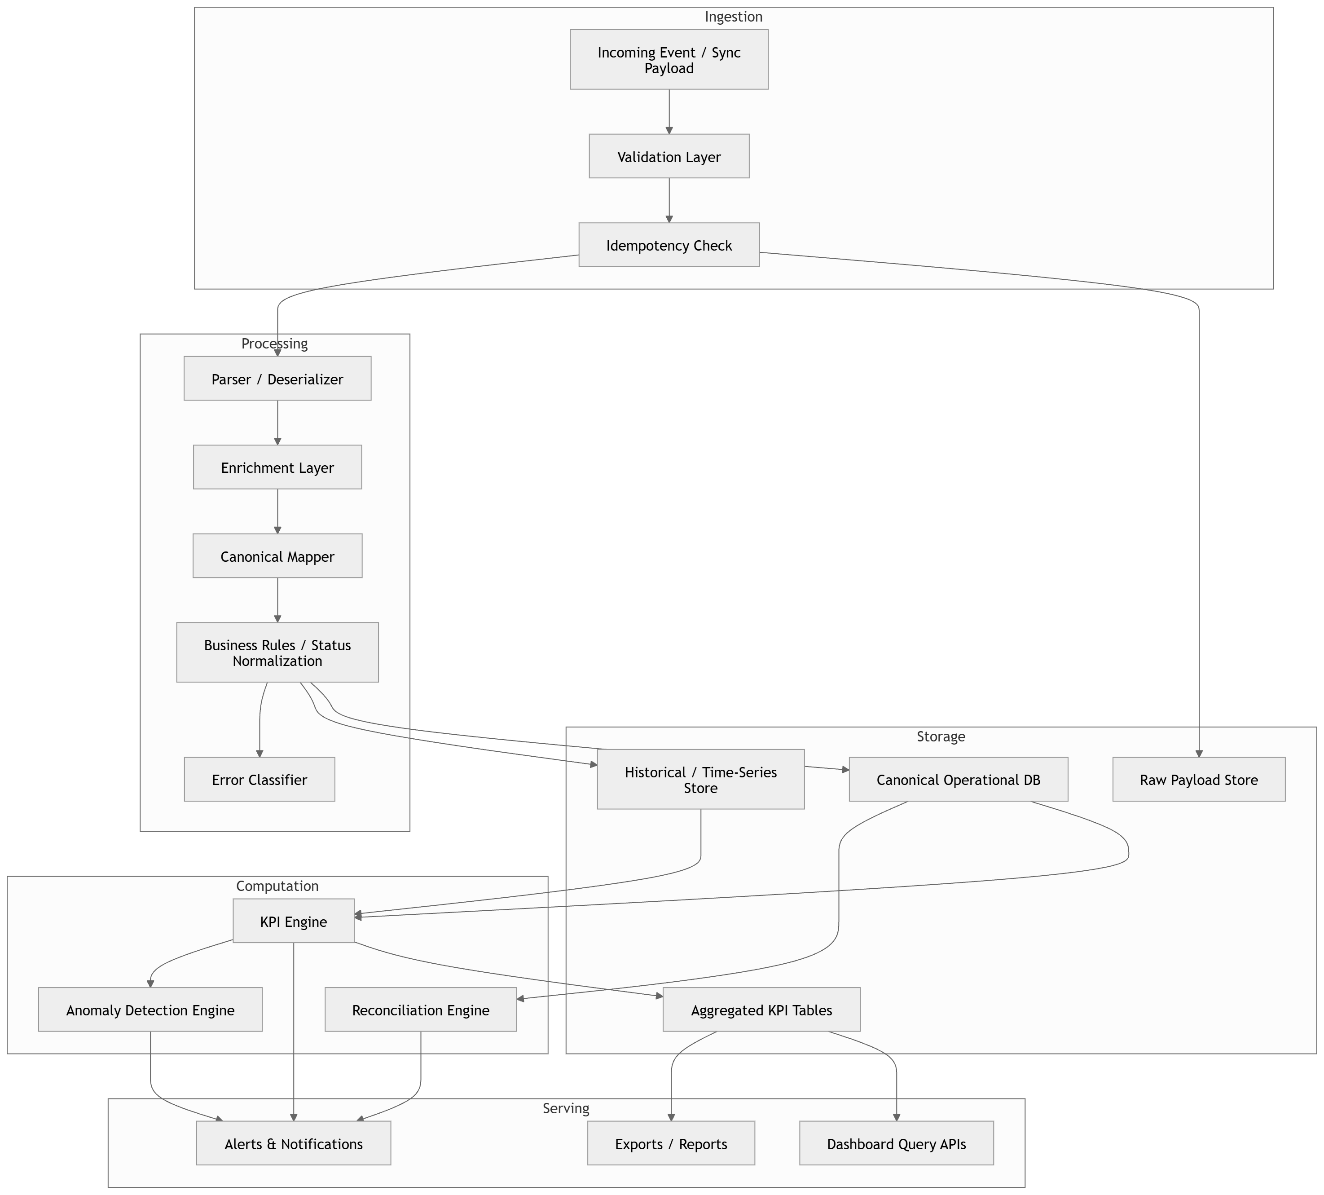 Ingestion
Incoming Event / Sync
Payload
Validation Layer
Idempotency Check
Processing
Parser / Deserializer
Enrichment Layer
Canonical Mapper
Business Rules / Status
Normalization
Error Classifier
Storage
Historical / Time-Series
Store
Canonical Operational DB
Raw Payload Store
Computation
KPI Engine
Anomaly Detection Engine
Reconciliation Engine
Aggregated KPI Tables
Serving
Alerts & Notifications
Exports / Reports
Dashboard Query APIs